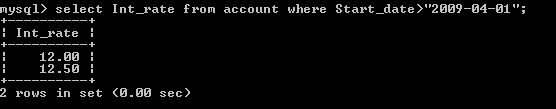 mysql> select Int_rate from account where Start_date>"2009-04-01";
+----------+
| Int_rate |
+----------+
|    12.00 |
|    12.50 |
+----------+
2 rows in set (0.00 sec)